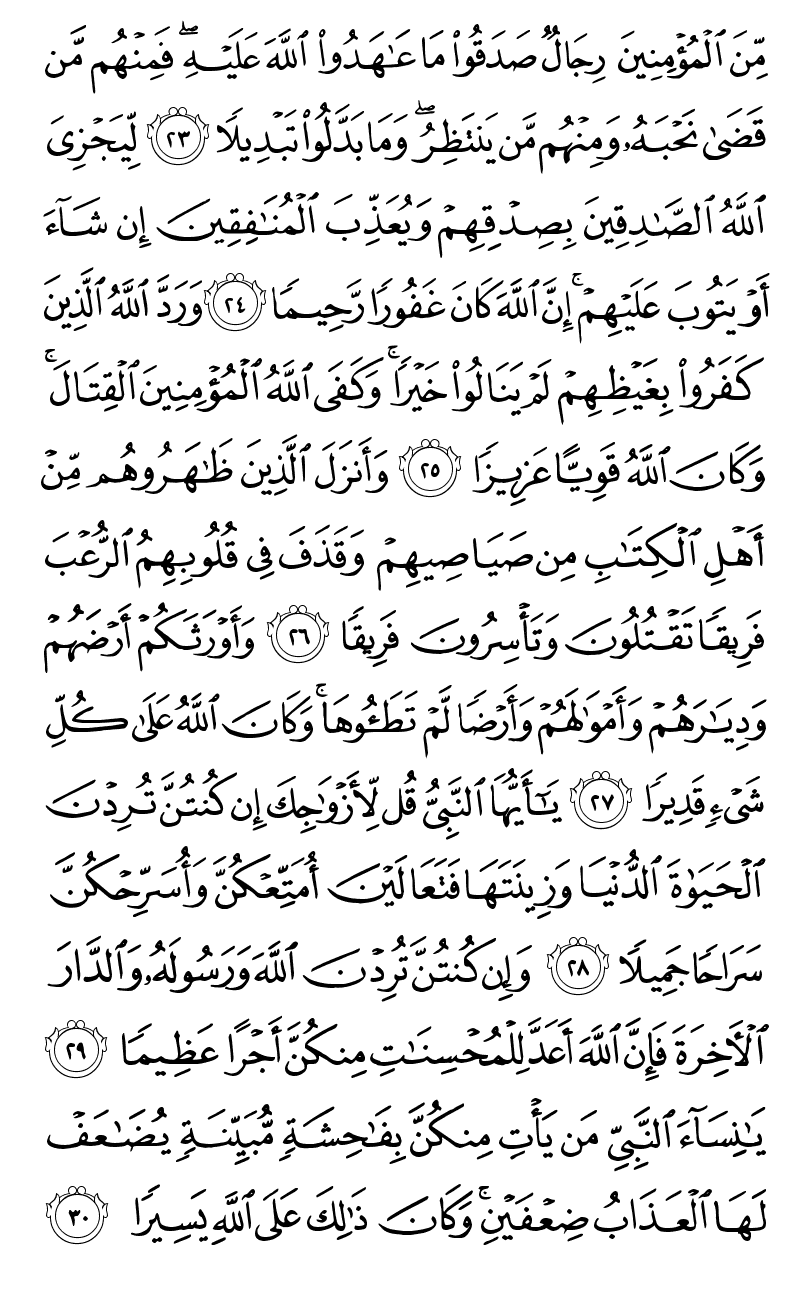 مِّنَ ٱلۡمُؤۡمِنِينَ رِجَالٞ صَدَقُواْ مَا عَٰهَدُواْ ٱللَّهَ عَلَيۡهِۖ فَمِنۡهُم مَّن
قَضَىٰ نَحۡبَهُۥ وَمِنۡهُم مَّن يَنتَظِرُۖ وَمَا بَدَّلُواْ تَبۡدِيلٗا ٢٣ لِّيَجۡزِيَ
ٱللَّهُ ٱلصَّٰدِقِينَ بِصِدۡقِهِمۡ وَيُعَذِّبَ ٱلۡمُنَٰفِقِينَ إِن شَآءَ
أَوۡ يَتُوبَ عَلَيۡهِمۡۚ إِنَّ ٱللَّهَ كَانَ غَفُورٗا رَّحِيمٗا ٢٤ وَرَدَّ ٱللَّهُ ٱلَّذِينَ
كَفَرُواْ بِغَيۡظِهِمۡ لَمۡ يَنَالُواْ خَيۡرٗاۚ وَكَفَى ٱللَّهُ ٱلۡمُؤۡمِنِينَ ٱلۡقِتَالَۚ
وَكَانَ ٱللَّهُ قَوِيًّا عَزِيزٗا ٢٥ وَأَنزَلَ ٱلَّذِينَ ظَٰهَرُوهُم مِّنۡ
أَهۡلِ ٱلۡكِتَٰبِ مِن صَيَاصِيهِمۡ وَقَذَفَ فِي قُلُوبِهِمُ ٱلرُّعۡبَ
فَرِيقٗا تَقۡتُلُونَ وَتَأۡسِرُونَ فَرِيقٗا ٢٦ وَأَوۡرَثَكُمۡ أَرۡضَهُمۡ
وَدِيَٰرَهُمۡ وَأَمۡوَٰلَهُمۡ وَأَرۡضٗا لَّمۡ تَطَـُٔوهَاۚ وَكَانَ ٱللَّهُ عَلَىٰ كُلِّ
شَيۡءٖ قَدِيرٗا ٢٧ يَٰٓأَيُّهَا ٱلنَّبِيُّ قُل لِّأَزۡوَٰجِكَ إِن كُنتُنَّ تُرِدۡنَ
ٱلۡحَيَوٰةَ ٱلدُّنۡيَا وَزِينَتَهَا فَتَعَالَيۡنَ أُمَتِّعۡكُنَّ وَأُسَرِّحۡكُنَّ
سَرَاحٗا جَمِيلٗا ٢٨ وَإِن كُنتُنَّ تُرِدۡنَ ٱللَّهَ وَرَسُولَهُۥ وَٱلدَّارَ
ٱلۡأٓخِرَةَ فَإِنَّ ٱللَّهَ أَعَدَّ لِلۡمُحۡسِنَٰتِ مِنكُنَّ أَجۡرًا عَظِيمٗا ٢٩
يَٰنِسَآءَ ٱلنَّبِيِّ مَن يَأۡتِ مِنكُنَّ بِفَٰحِشَةٖ مُّبَيِّنَةٖ يُضَٰعَفۡ
لَهَا ٱلۡعَذَابُ ضِعۡفَيۡنِۚ وَكَانَ ذَٰلِكَ عَلَى ٱللَّهِ يَسِيرٗا ٣٠